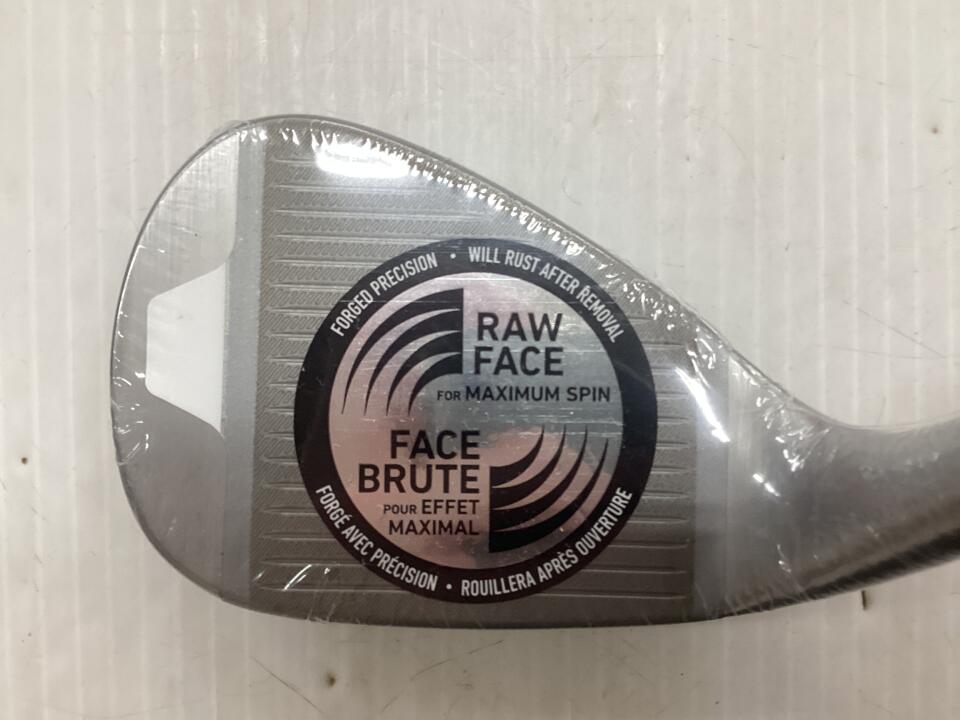 FORGED PRECISION • WILL RUST AFTER REMOVAL
RAW
FACE
FOR MAXIMUM SPIN
FACE
BRUTE
POUR EFFET
MAXIMAL
FORGÉ AVEC PRÉCISION • ROUILLERA APRÈS OUVERTURE